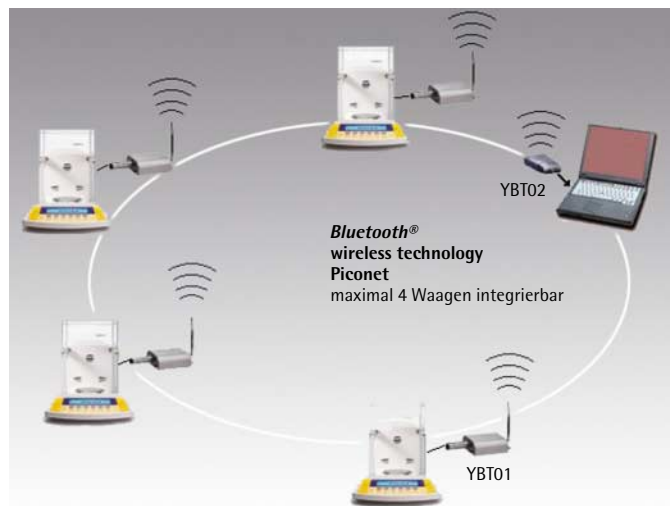 YBT02
Bluetooth®
wireless technology
Piconet
maximal 4 Waagen integrierbar
YBT01